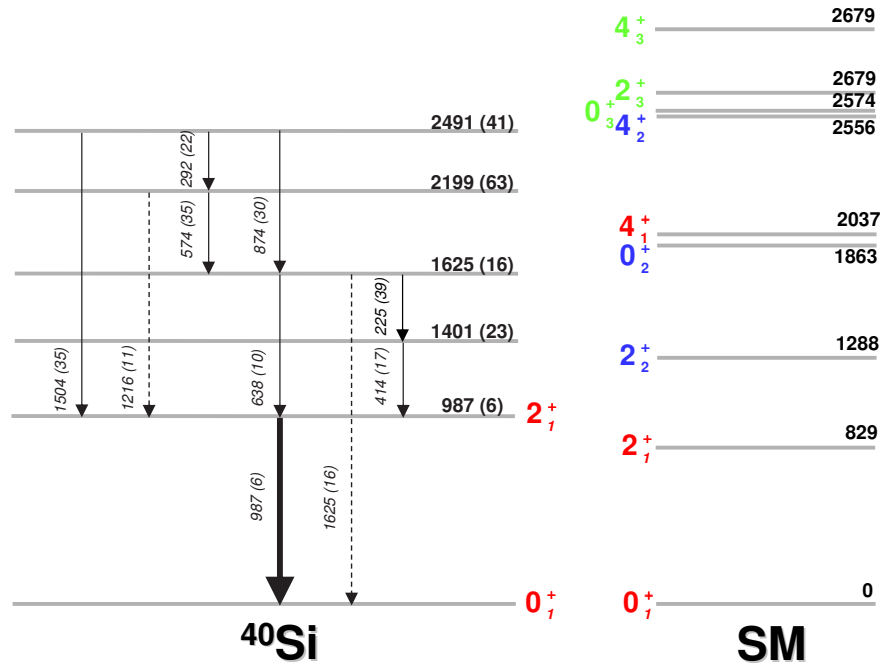 2491 (41)
2199 (63)
1625 (16)
1401 (23)
987 (6)
2 + 1
0 + 1
292 (22)
574 (35)
874 (30)
225 (39)
1504 (35)
1216 (11)
638 (10)
414 (17)
987 (6)
1625 (16)
40Si
4 + 3 2679
2 + 3 2679
0 + 3 2574
4 + 2 2556
4 + 1 2037
0 + 2 1863
2 + 2 1288
2 + 1 829
0 + 1 0
SM